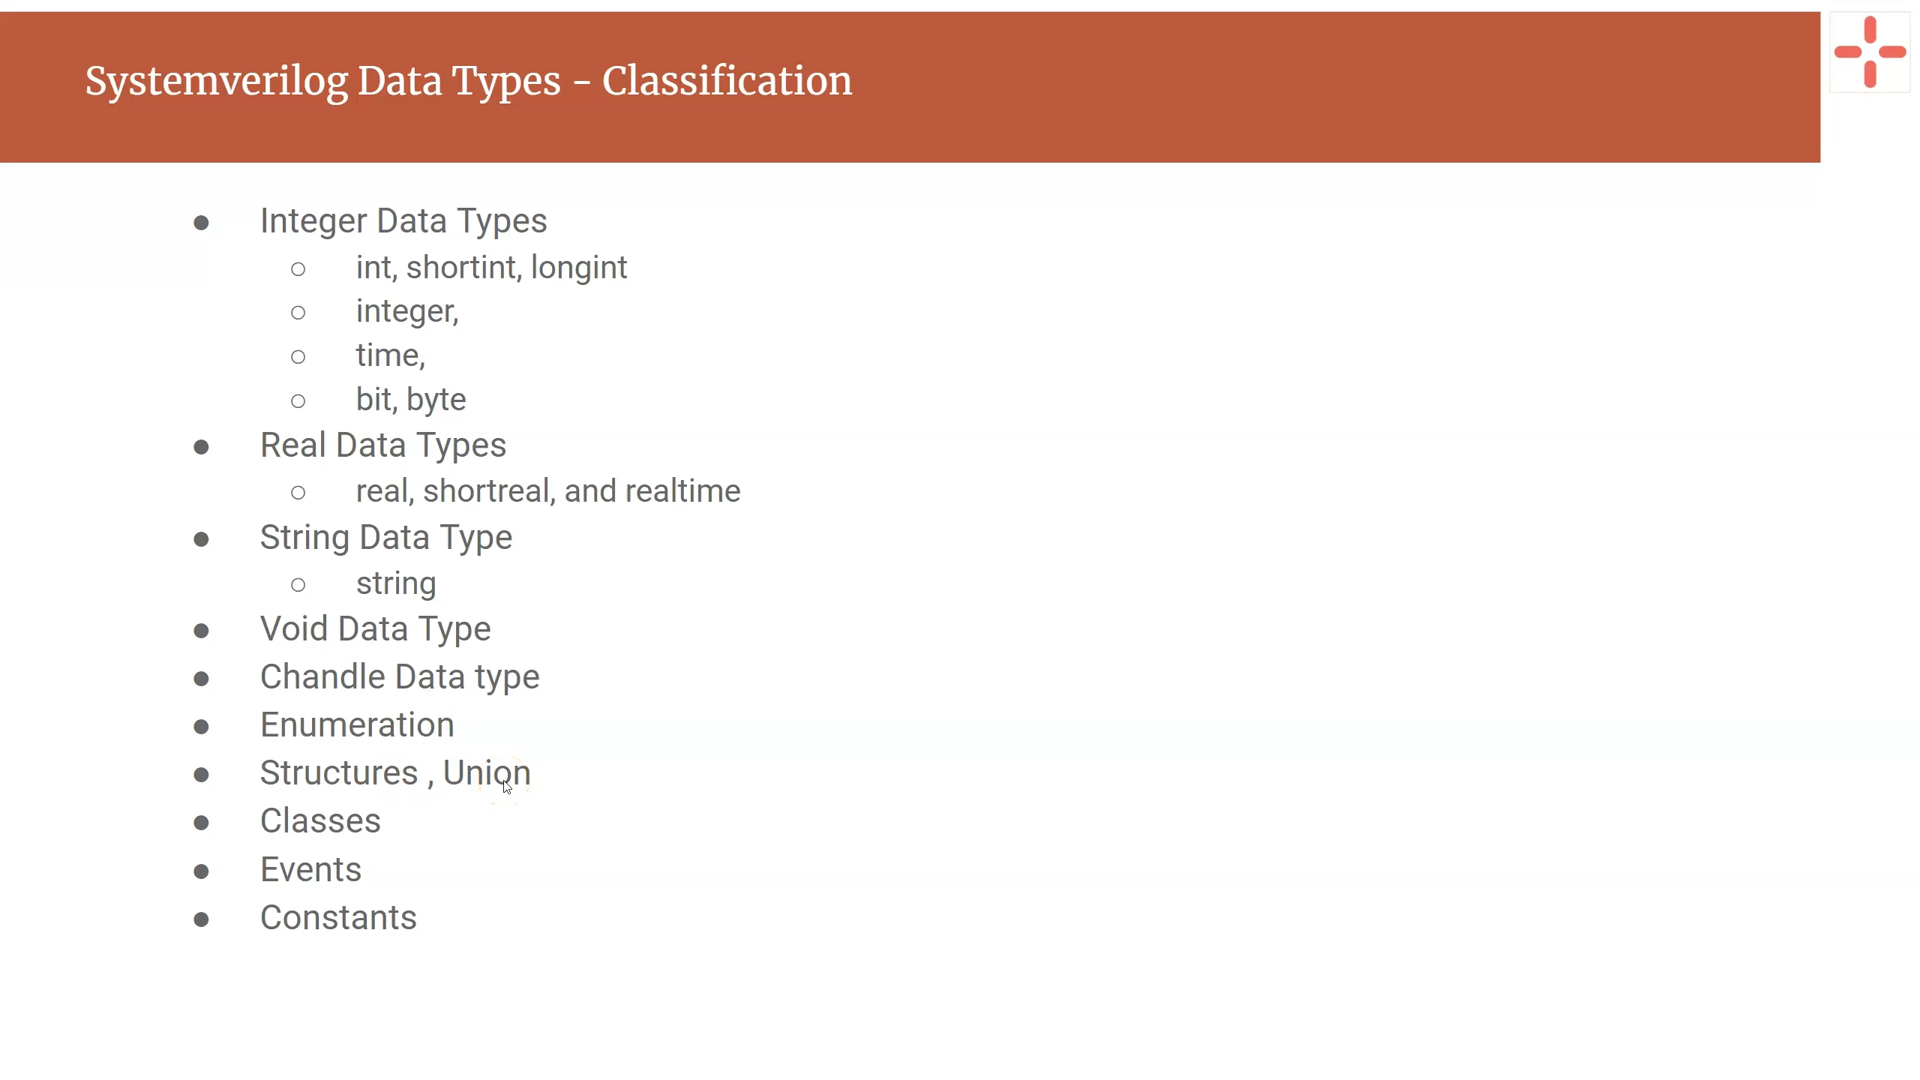 Systemverilog Data Types - Classification
● Integer Data Types
○ int, shortint, longint
○ integer,
○ time,
○ bit, byte
● Real Data Types
○ real, shortreal, and realtime
● String Data Type
○ string
● Void Data Type
● Chandle Data type
● Enumeration
● Structures , Union
● Classes
● Events
● Constants